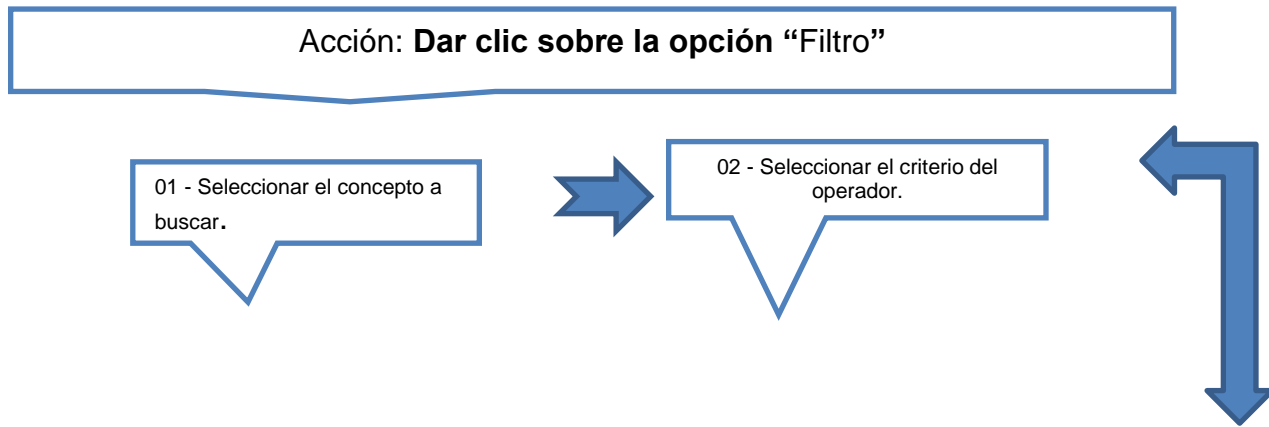 Acción: Dar clic sobre la opción “Filtro”
01 - Seleccionar el concepto a
buscar.
02 - Seleccionar el criterio del
operador.